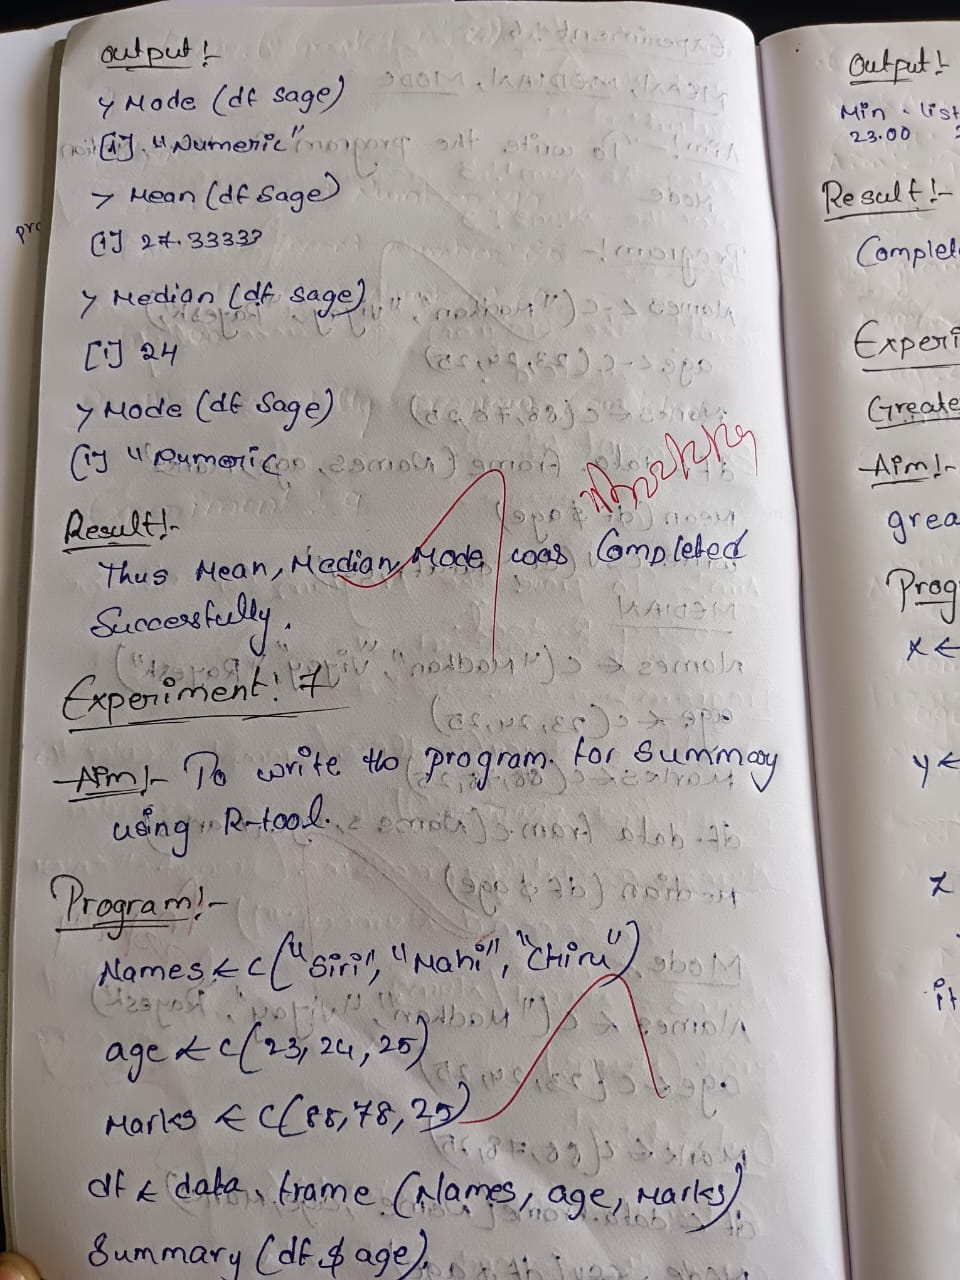 Output :-
> Mode (df $age)
[1] "Numeric"
> Mean (df $age)
[1] 27.33333
> Median (df $age)
[1] 24
> Mode (df $age)
[1] "Numeric
Result :-
Thus Mean, Median, Mode was Completed
Successfully.
Experiment: 7
Aim :- To write the program for Summary
using R-tool.
Program :-
Names <- c("Siri", "Mahi", "Chiru")
age <- c(23, 24, 25)
Marks <- c(88, 78, 25)
df <- data.frame (Names, age, Marks)
Summary (df $ age).
Output :-
Min . 1st
23.00
Result :-
Complet
Experi
Greate
Aim :-
grea
Prog
x <-
y <-
z
if
pro